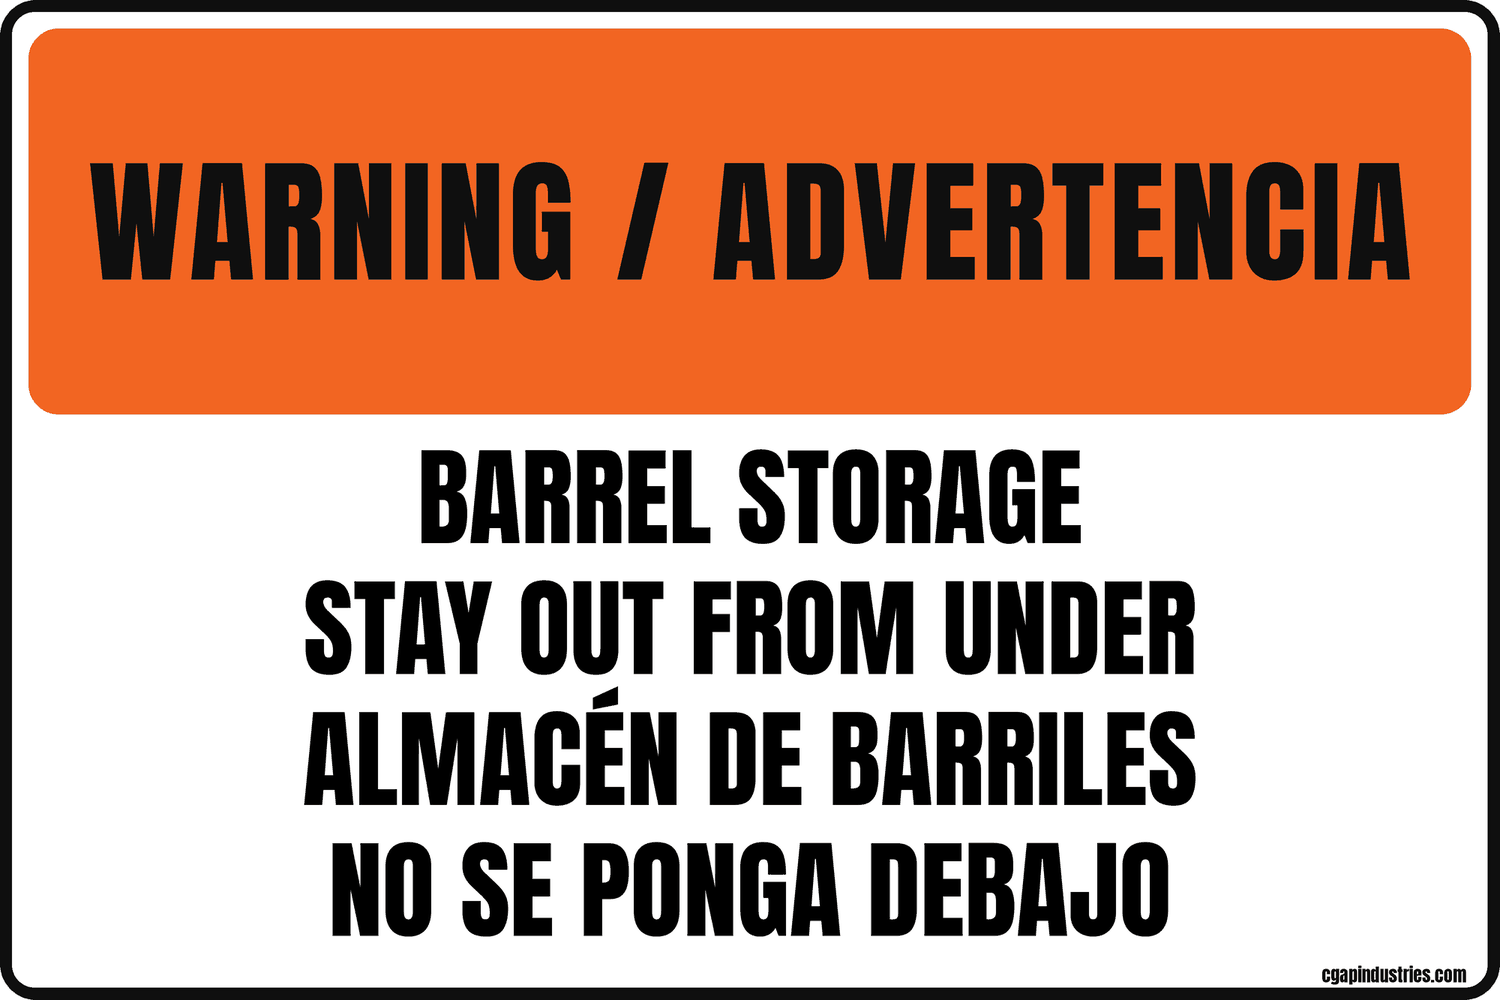 WARNING / ADVERTENCIA
BARREL STORAGE
STAY OUT FROM UNDER
ALMACÉN DE BARRILES
NO SE PONGA DEBAJO
cgapindustries.com